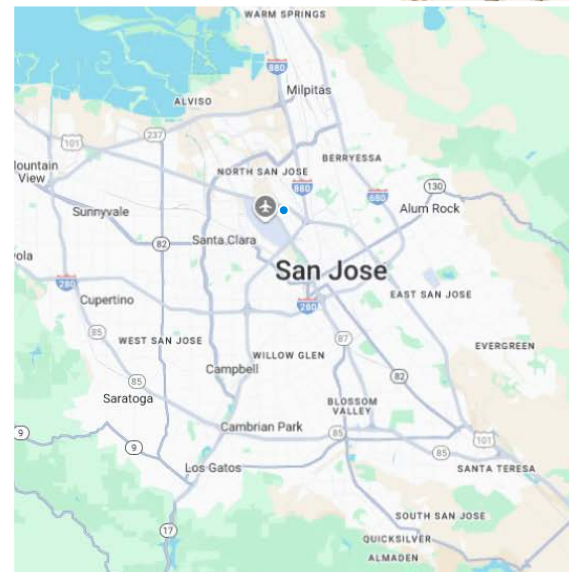 WARM SPRINGS
880
Milpitas
ALVISO
237
101
BERRYESSA
Mountain
View
NORTH SAN JOSE
880
680
130
Sunnyvale
Alum Rock
82
Santa Clara
ola
San Jose
280
280
EAST SAN JOSE
Cupertino
85
87
WEST SAN JOSE
EVERGREEN
WILLOW GLEN
Campbell
82
85
Saratoga
BLOSSOM
VALLEY
9
Cambrian Park
85
101
9
85
Los Gatos
SANTA TERESA
SOUTH SAN JOSE
17
QUICKSILVER
ALMADEN